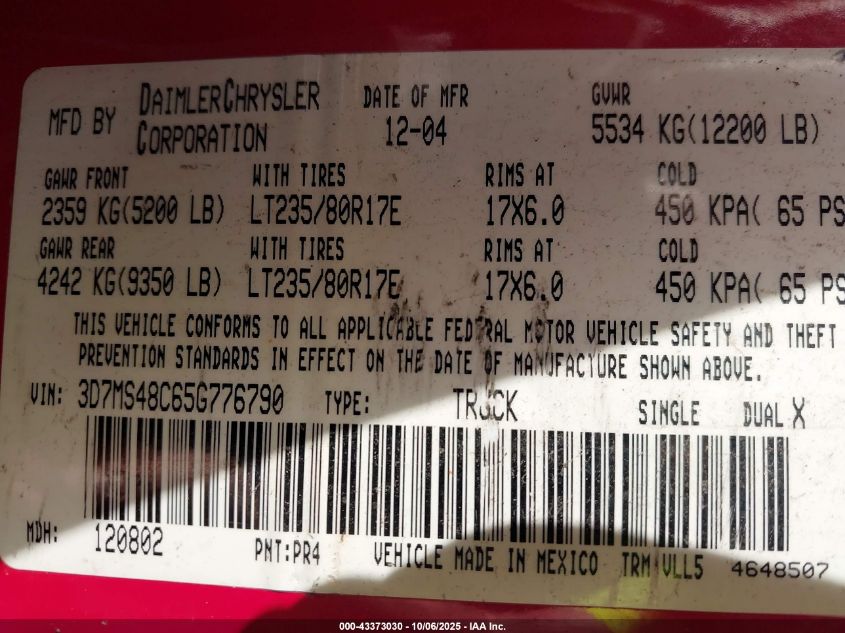 MFD BY DAIMLERCHRYSLER CORPORATION DATE OF MFR 12-04 GVWR 5534 KG(12200 LB)
GAWR FRONT WITH TIRES RIMS AT COLD
2359 KG(5200 LB) LT235/80R17E 17X6.0 450 KPA( 65 PS
GAWR REAR WITH TIRES RIMS AT COLD
4242 KG(9350 LB) LT235/80R17E 17X6.0 450 KPA( 65 PS
THIS VEHICLE CONFORMS TO ALL APPLICABLE FEDERAL MOTOR VEHICLE SAFETY AND THEFT
PREVENTION STANDARDS IN EFFECT ON THE DATE OF MANUFACTURE SHOWN ABOVE.
VIN: 3D7MS48C65G776790 TYPE: TRUCK SINGLE DUAL X
MDH: 120802 PNT:PR4 VEHICLE MADE IN MEXICO TRM VLL5 4648507
000-43373030 - 10/06/2025 - IAA Inc.